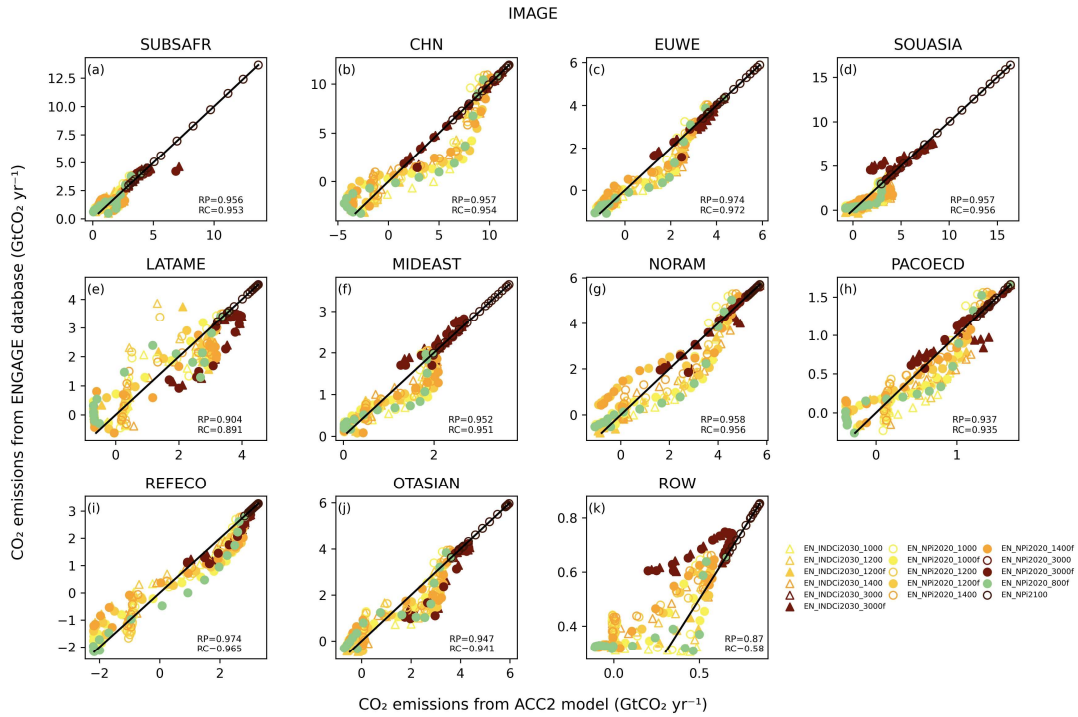 IMAGE
SUBSAFR CHN EUWE SOUASIA
(a) (b) (c) (d)
12.5 10.0 7.5 5.0 2.5 0.0
10 5 0
6 4 2 0
15 10 5 0
RP=0.956 RP=0.957 RP=0.974 RP=0.957
RC=0.953 RC=0.954 RC=0.972 RC=0.956
0 5 10 −5 0 5 10 0 2 4 6 0 5 10 15
LATAME MIDEAST NORAM PACOECD
(e) (f) (g) (h)
4 3 2 1 0
3 2 1 0
6 4 2 0
1.5 1.0 0.5 0.0
RP=0.904 RP=0.952 RP=0.958 RP=0.937
RC=0.891 RC=0.951 RC=0.956 RC=0.935
0 2 4 0 2 0 2 4 6 0 1
REFECO OTASIAN ROW
(i) (j) (k)
3 2 1 0 −1 −2
6 4 2 0
0.8 0.6 0.4
RP=0.974 RP=0.947 RP=0.87
RC−0.965 RC−0.941 RC−0.58
−2 0 2 0 2 4 6 0.0 0.5
CO₂ emissions from ENGAGE database (GtCO₂ yr⁻¹)
CO₂ emissions from ACC2 model (GtCO₂ yr⁻¹)
EN_INDCi2030_1000 EN_NPi2020_1000 EN_NPi2020_1400f
EN_INDCi2030_1200 EN_NPi2020_1000f EN_NPi2020_3000
EN_INDCi2030_1200f EN_NPi2020_1200 EN_NPi2020_3000f
EN_INDCi2030_1400 EN_NPi2020_1200f EN_NPi2020_800f
EN_INDCi2030_3000 EN_NPi2020_1400 EN_NPi2100
EN_INDCi2030_3000f